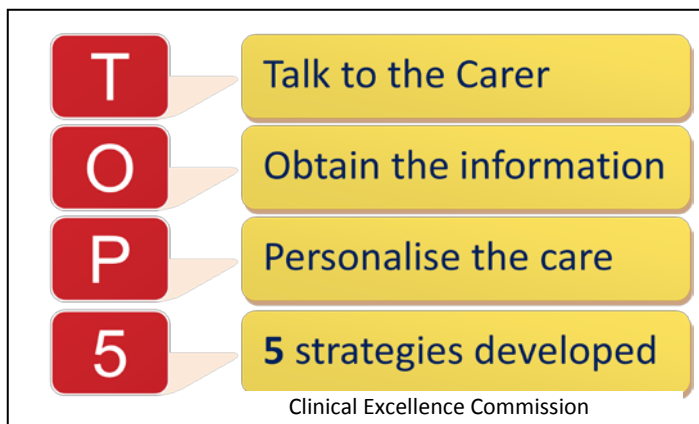 T Talk to the Carer
O Obtain the information
P Personalise the care
5 5 strategies developed
Clinical Excellence Commission